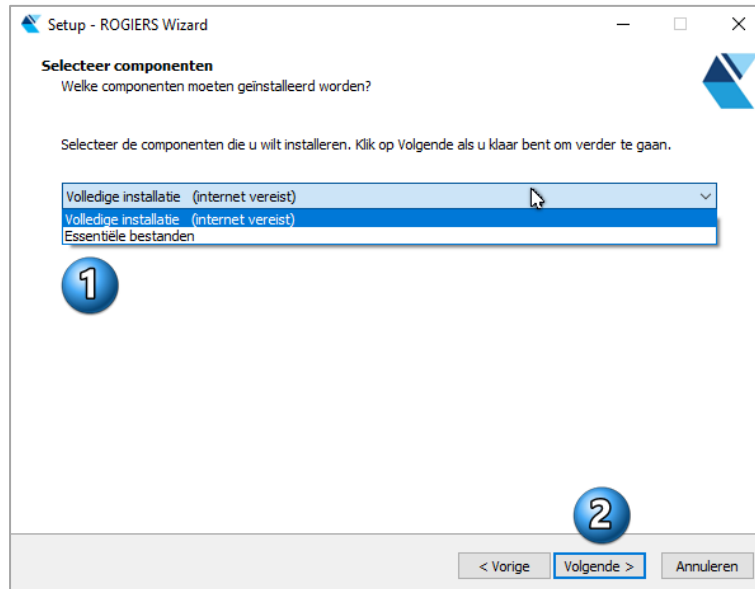 Setup - ROGIERS Wizard
Selecteer componenten
Welke componenten moeten geïnstalleerd worden?
Selecteer de componenten die u wilt installeren. Klik op Volgende als u klaar bent om verder te gaan.
Volledige installatie (internet vereist)
Volledige installatie (internet vereist)
Essentiële bestanden
1
2
< Vorige
Volgende >
Annuleren